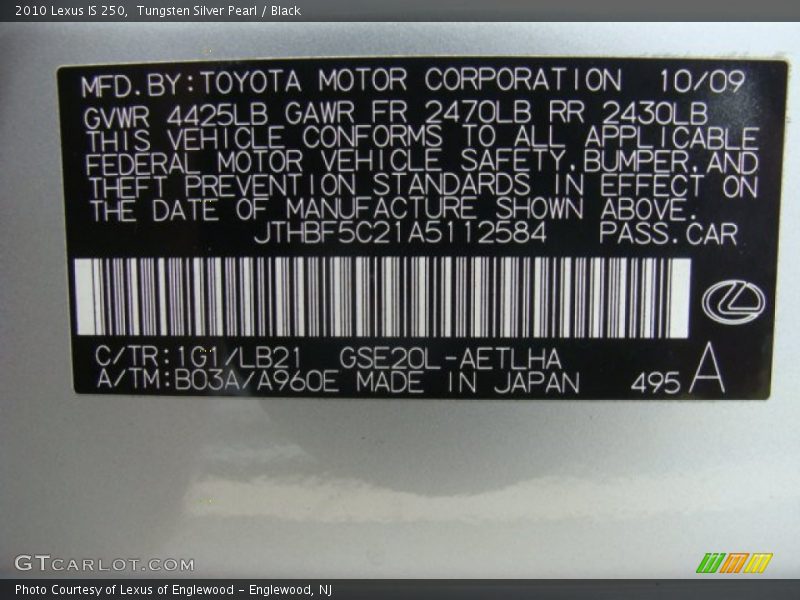 2010 Lexus IS 250,  Tungsten Silver Pearl / Black
MFD.BY:TOYOTA MOTOR CORPORATION 10/09
GVWR 4425LB GAWR FR 2470LB RR 2430LB
THIS VEHICLE CONFORMS TO ALL APPLICABLE
FEDERAL MOTOR VEHICLE SAFETY,BUMPER,AND
THEFT PREVENTION STANDARDS IN EFFECT ON
THE DATE OF MANUFACTURE SHOWN ABOVE.
JTHBF5C21A5112584 PASS.CAR
C/TR:1G1/LB21 GSE20L-AETLHA
A/TM:B03A/A960E MADE IN JAPAN 495 A
GTCARLOT.COM
Photo Courtesy of Lexus of Englewood – Englewood, NJ